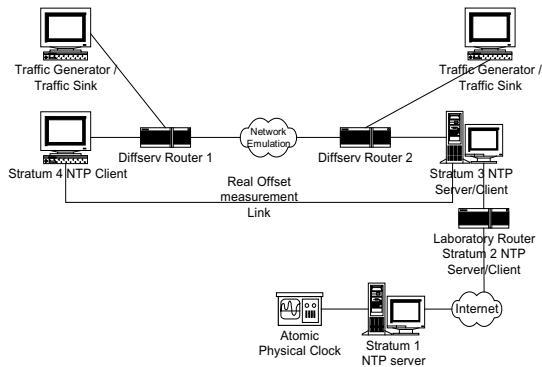 Traffic Generator /
Traffic Sink
Traffic Generator /
Traffic Sink
Network
Emulation
Diffserv Router 1
Diffserv Router 2
Stratum 4 NTP Client
Stratum 3 NTP
Server/Client
Real Offset
measurement
Link
Laboratory Router
Stratum 2 NTP
Server/Client
Internet
Atomic
Physical Clock
Stratum 1
NTP server